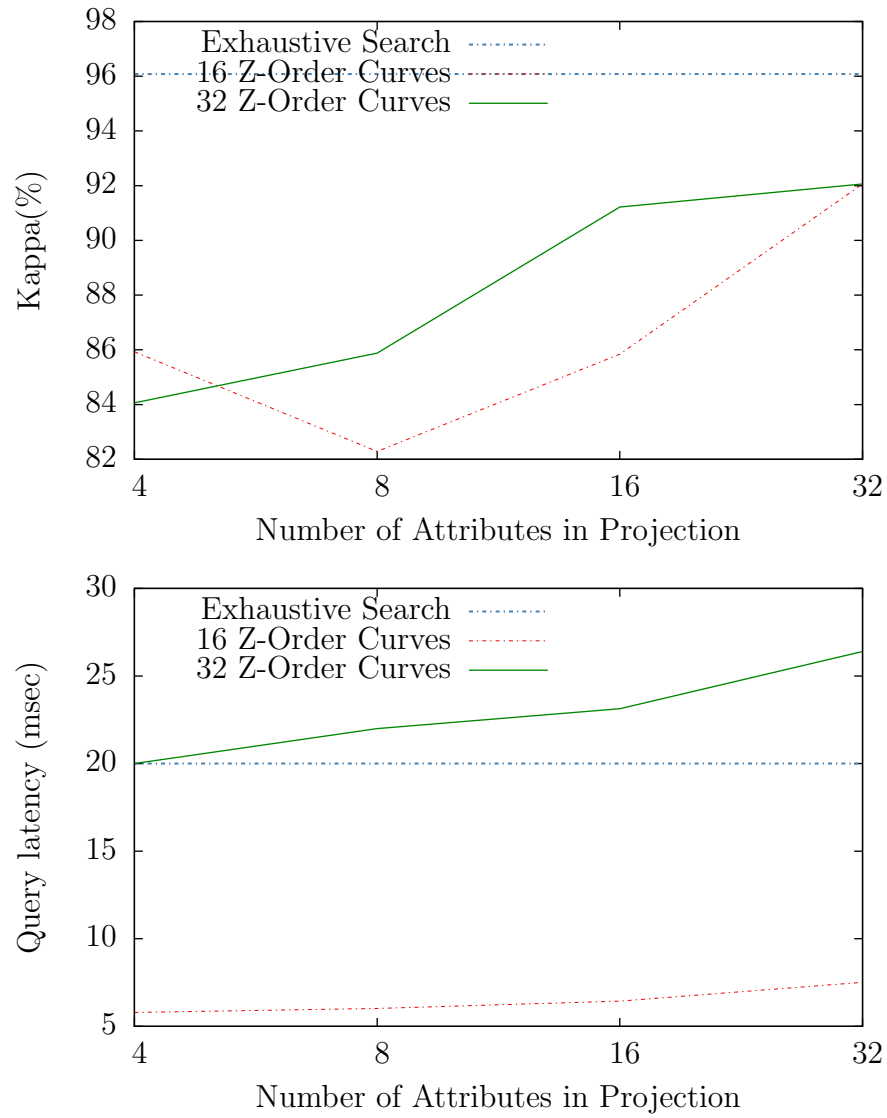 98
96
94
92
90
88
86
84
82
Kappa(%)
Exhaustive Search
16 Z-Order Curves
32 Z-Order Curves
4 8 16 32
Number of Attributes in Projection
30
25
20
15
10
5
Query latency (msec)
Exhaustive Search
16 Z-Order Curves
32 Z-Order Curves
4 8 16 32
Number of Attributes in Projection